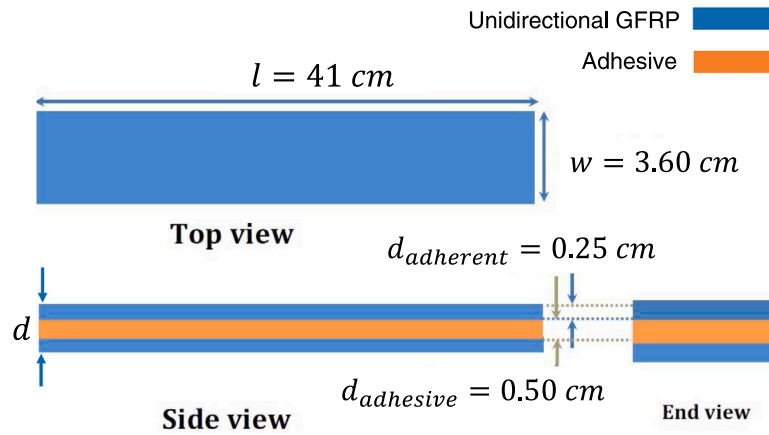 Unidirectional GFRP
Adhesive
l = 41 cm
w = 3.60 cm
Top view
d_adherent = 0.25 cm
d
d_adhesive = 0.50 cm
Side view
End view